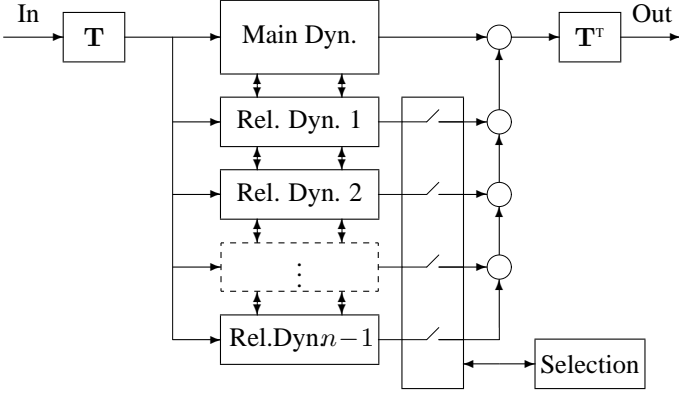 In
T
Main Dyn.
T^T
Out
Rel. Dyn. 1
Rel. Dyn. 2
⋮
Rel.Dyn n−1
Selection